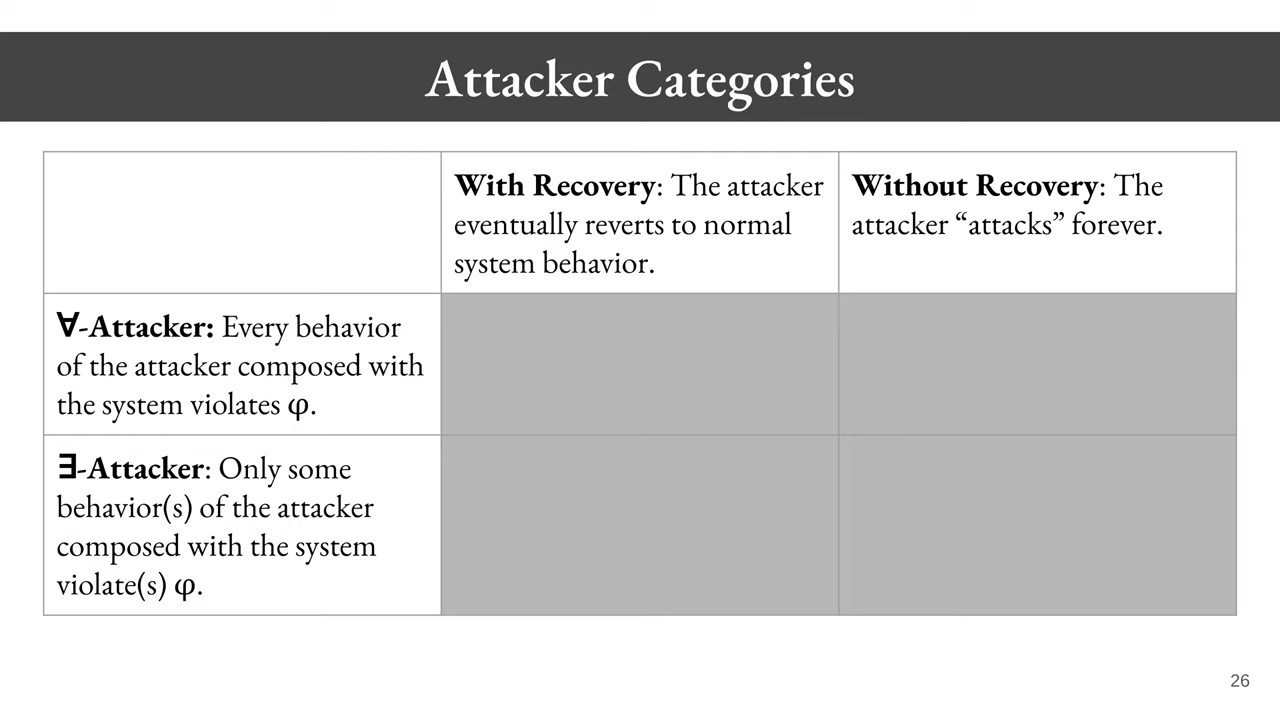 Attacker Categories
With Recovery: The attacker
eventually reverts to normal
system behavior.
Without Recovery: The
attacker “attacks” forever.
∀-Attacker: Every behavior
of the attacker composed with
the system violates φ.
∃-Attacker: Only some
behavior(s) of the attacker
composed with the system
violate(s) φ.
26